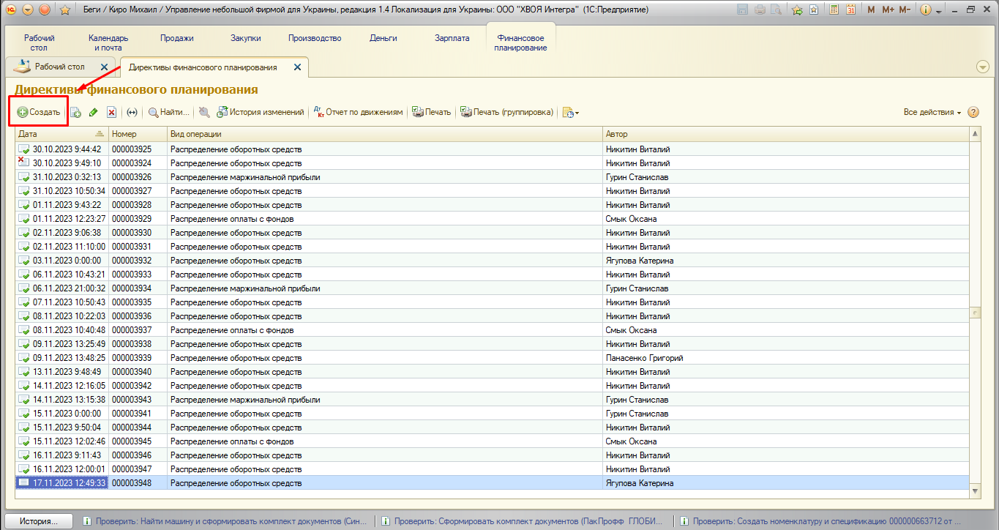 Беги / Киро Михаил / Управление небольшой фирмой для Украины, редакция 1.4 Локализация для Украины: ООО "ХВОЯ Интегра" (1С:Предприятие)
M M+ M-
Рабочий стол
Календарь и почта
Продажи
Закупки
Производство
Деньги
Зарплата
Финансовое планирование
Рабочий стол
Директивы финансового планирования
Директивы финансового планирования
Создать Найти... История изменений Отчет по движениям Печать Печать (группировка) Все действия
Дата Номер Вид операции Автор
30.10.2023 9:44:42 000003925 Распределение оборотных средств Никитин Виталий
30.10.2023 9:49:10 000003924 Распределение оборотных средств Никитин Виталий
31.10.2023 0:32:13 000003926 Распределение маржинальной прибыли Гурин Станислав
31.10.2023 10:50:34 000003927 Распределение оборотных средств Никитин Виталий
01.11.2023 9:43:22 000003928 Распределение оборотных средств Никитин Виталий
01.11.2023 12:23:27 000003929 Распределение оплаты с фондов Смык Оксана
02.11.2023 9:06:38 000003930 Распределение оборотных средств Никитин Виталий
02.11.2023 11:10:00 000003931 Распределение оборотных средств Никитин Виталий
03.11.2023 0:00:00 000003932 Распределение оборотных средств Ягупова Катерина
06.11.2023 10:43:21 000003933 Распределение оборотных средств Никитин Виталий
06.11.2023 21:00:32 000003934 Распределение маржинальной прибыли Гурин Станислав
07.11.2023 10:50:43 000003935 Распределение оборотных средств Никитин Виталий
08.11.2023 10:22:03 000003936 Распределение оборотных средств Никитин Виталий
08.11.2023 10:40:48 000003937 Распределение оплаты с фондов Смык Оксана
09.11.2023 13:25:49 000003938 Распределение оборотных средств Никитин Виталий
09.11.2023 13:48:25 000003939 Распределение оборотных средств Панасенко Григорий
13.11.2023 9:48:49 000003940 Распределение оборотных средств Никитин Виталий
14.11.2023 12:16:05 000003942 Распределение оборотных средств Никитин Виталий
14.11.2023 13:15:38 000003943 Распределение маржинальной прибыли Гурин Станислав
15.11.2023 0:00:00 000003941 Распределение оборотных средств Гурин Станислав
15.11.2023 9:50:04 000003944 Распределение оборотных средств Никитин Виталий
15.11.2023 12:02:46 000003945 Распределение оплаты с фондов Смык Оксана
16.11.2023 9:11:43 000003946 Распределение оборотных средств Никитин Виталий
16.11.2023 12:00:01 000003947 Распределение оборотных средств Никитин Виталий
17.11.2023 12:49:33 000003948 Распределение оборотных средств Ягупова Катерина
История... Проверить: Найти машину и сформировать комплект документов (Син... Проверить: Сформировать комплект документов (ПакПрофф ГЛОБИ... Проверить: Создать номенклатуру и спецификацию 000000663712 от ...